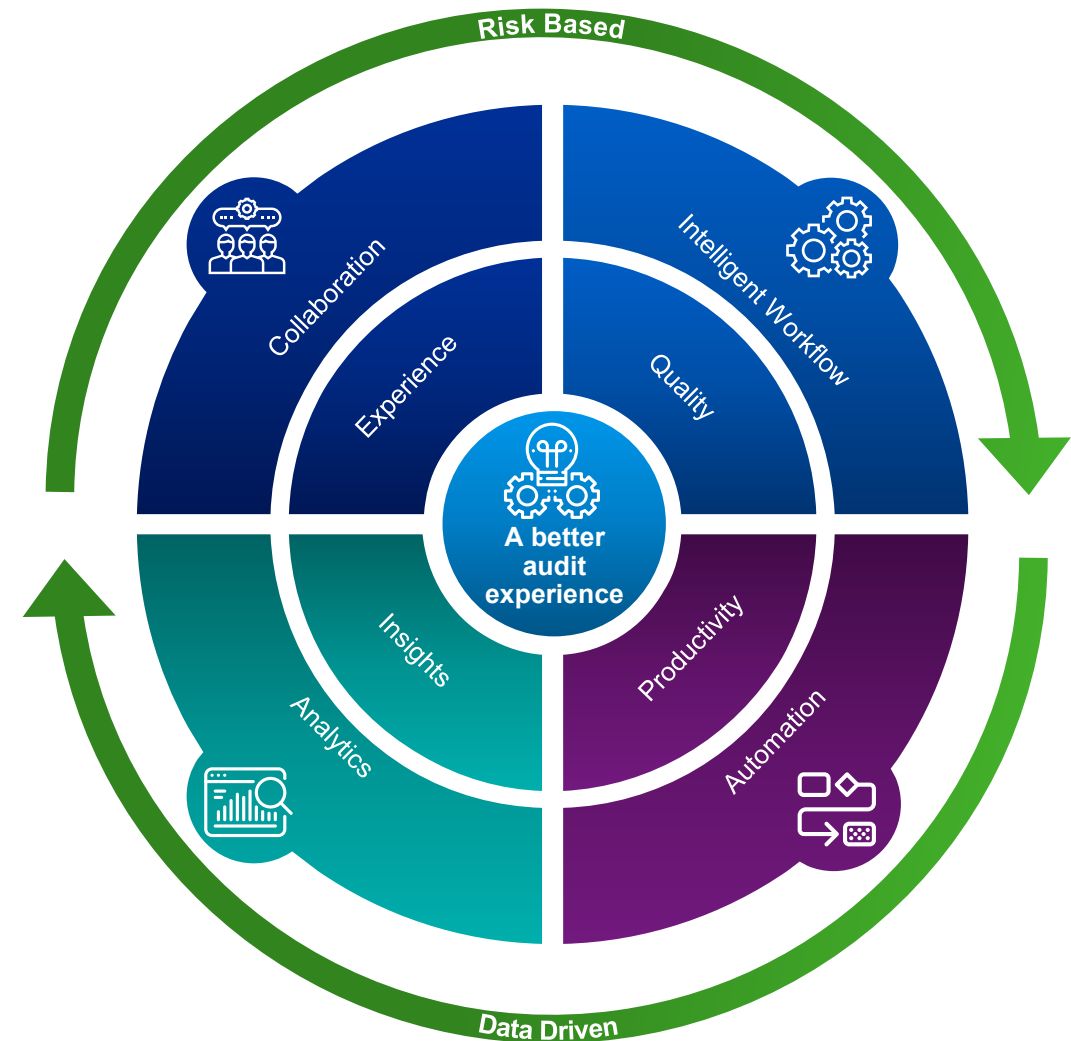 Risk Based
Collaboration
Intelligent Workflow
Experience
Quality
A better
audit
experience
Insights
Productivity
Analytics
Automation
Data Driven